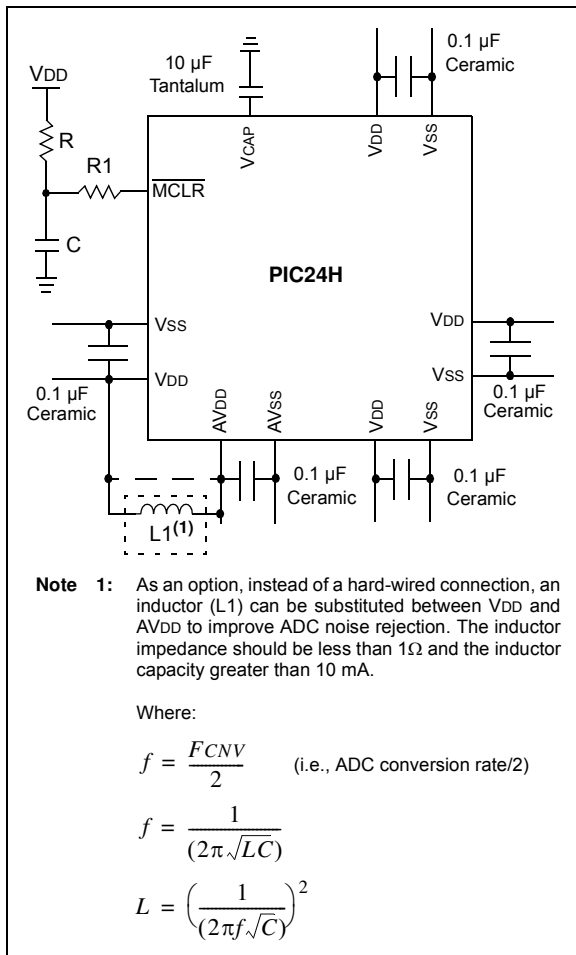 0.1 µF
Ceramic
10 µF
Tantalum
VDD
R
R1
C
VCAP
VDD
VSS
MCLR
PIC24H
VSS
VDD
VDD
VSS
0.1 µF
Ceramic
0.1 µF
Ceramic
AVDD
AVSS
VDD
VSS
0.1 µF
Ceramic
0.1 µF
Ceramic
L1(1)
Note 1: As an option, instead of a hard-wired connection, an
inductor (L1) can be substituted between VDD and
AVDD to improve ADC noise rejection. The inductor
impedance should be less than 1Ω and the inductor
capacity greater than 10 mA.
Where:
f = FCNV / 2 (i.e., ADC conversion rate/2)
f = 1 / (2π√LC)
L = (1 / (2πf√C))²